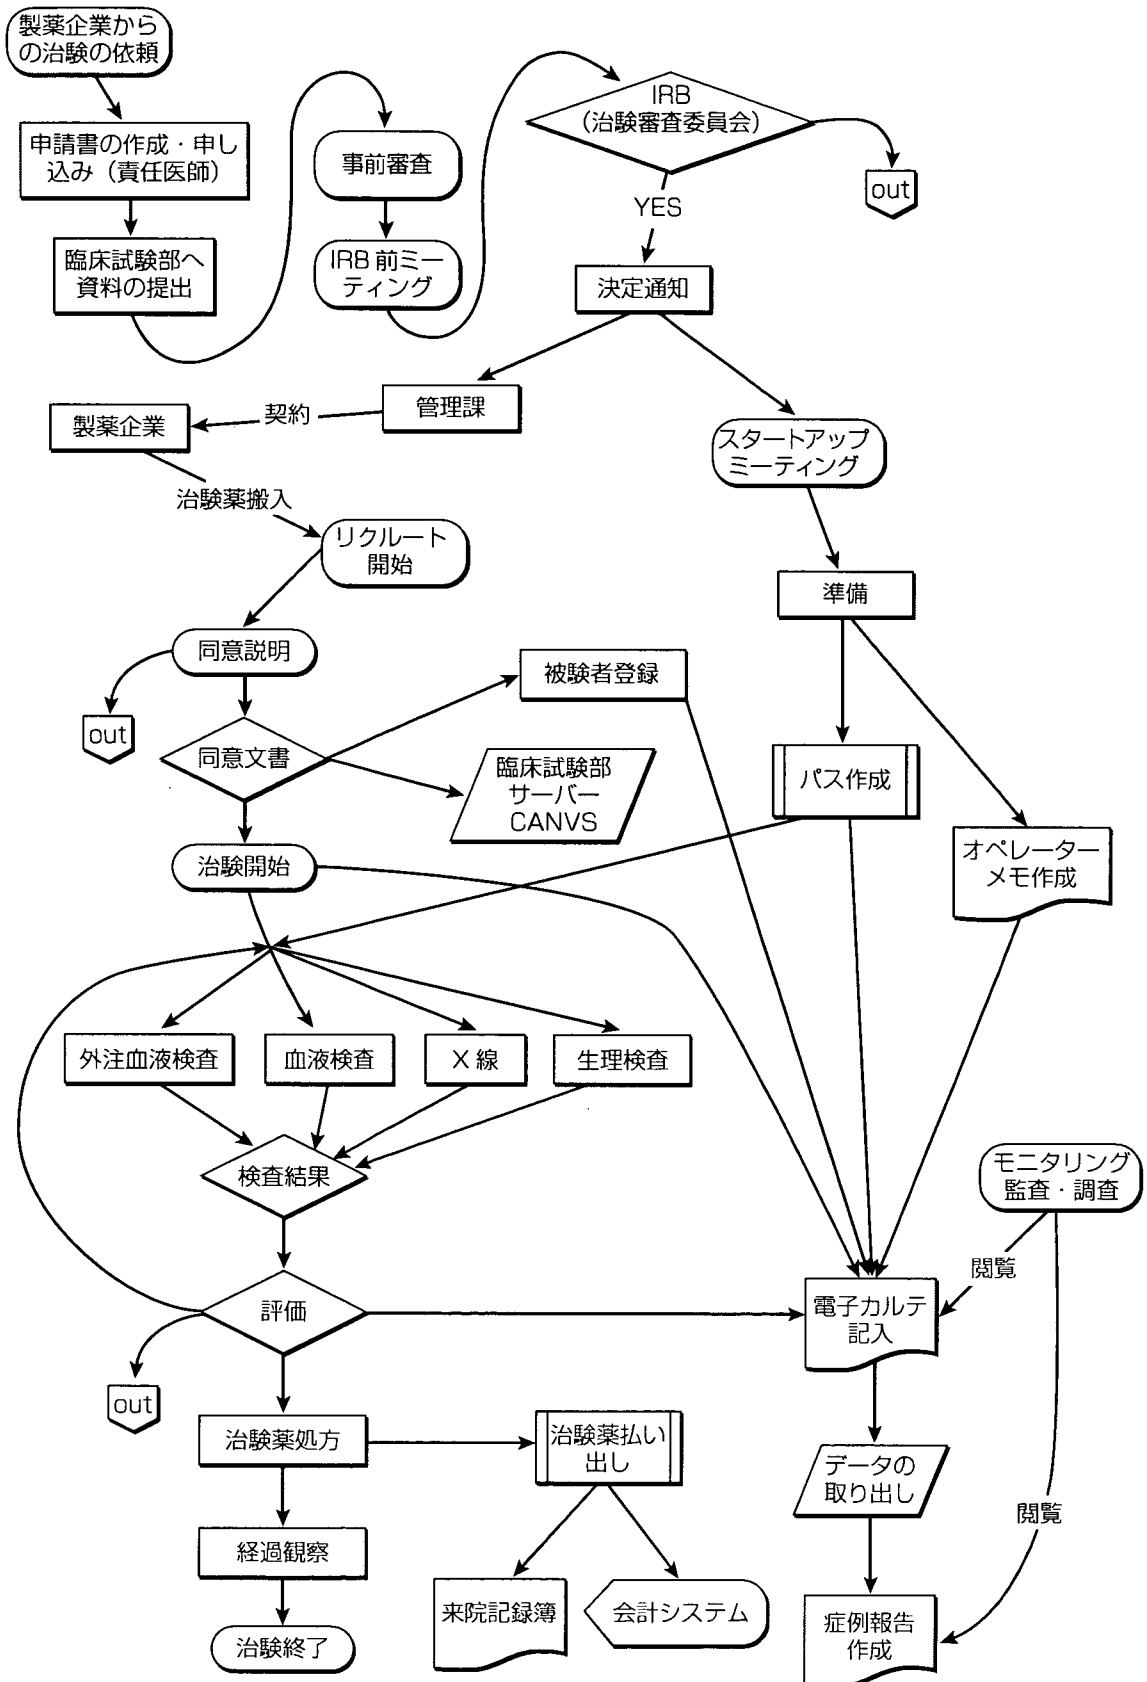 製薬企業から
の治験の依頼
申請書の作成・申し
込み（責任医師）
臨床試験部へ
資料の提出
事前審査
IRB 前ミー
ティング
IRB
（治験審査委員会）
out
YES
決定通知
管理課
契約
製薬企業
治験薬搬入
スタートアップ
ミーティング
リクルート
開始
準備
同意説明
out
被験者登録
同意文書
臨床試験部
サーバー
CANVS
パス作成
オペレーター
メモ作成
治験開始
外注血液検査
血液検査
X 線
生理検査
検査結果
モニタリング
監査・調査
閲覧
評価
電子カルテ
記入
out
治験薬処方
治験薬払い
出し
データの
取り出し
閲覧
経過観察
来院記録簿
会計システム
症例報告
作成
治験終了